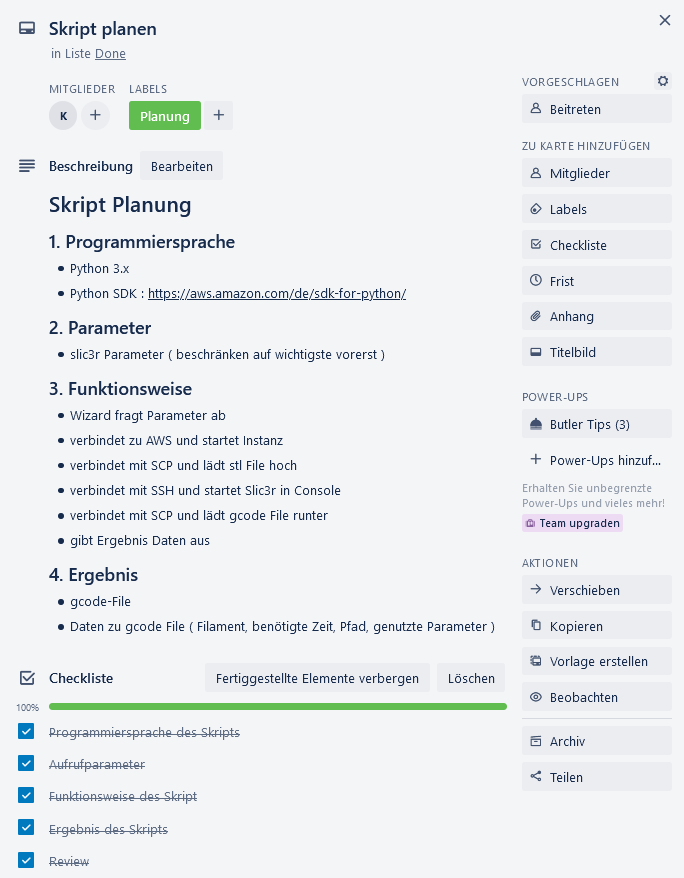 Skript planen
in Liste Done
MITGLIEDER
LABELS
K
Planung
Beschreibung
Bearbeiten
Skript Planung
1. Programmiersprache
Python 3.x
Python SDK : https://aws.amazon.com/de/sdk-for-python/
2. Parameter
slic3r Parameter ( beschränken auf wichtigste vorerst )
3. Funktionsweise
Wizard fragt Parameter ab
verbindet zu AWS und startet Instanz
verbindet mit SCP und lädt stl File hoch
verbindet mit SSH und startet Slic3r in Console
verbindet mit SCP und lädt gcode File runter
gibt Ergebnis Daten aus
4. Ergebnis
gcode-File
Daten zu gcode File ( Filament, benötigte Zeit, Pfad, genutzte Parameter )
Checkliste
Fertiggestellte Elemente verbergen
Löschen
100%
Programmiersprache des Skripts
Aufrufparameter
Funktionsweise des Skript
Ergebnis des Skripts
Review
VORGESCHLAGEN
Beitreten
ZU KARTE HINZUFÜGEN
Mitglieder
Labels
Checkliste
Frist
Anhang
Titelbild
POWER-UPS
Butler Tips (3)
Power-Ups hinzuf...
Erhalten Sie unbegrenzte
Power-Ups und vieles mehr!
Team upgraden
AKTIONEN
Verschieben
Kopieren
Vorlage erstellen
Beobachten
Archiv
Teilen